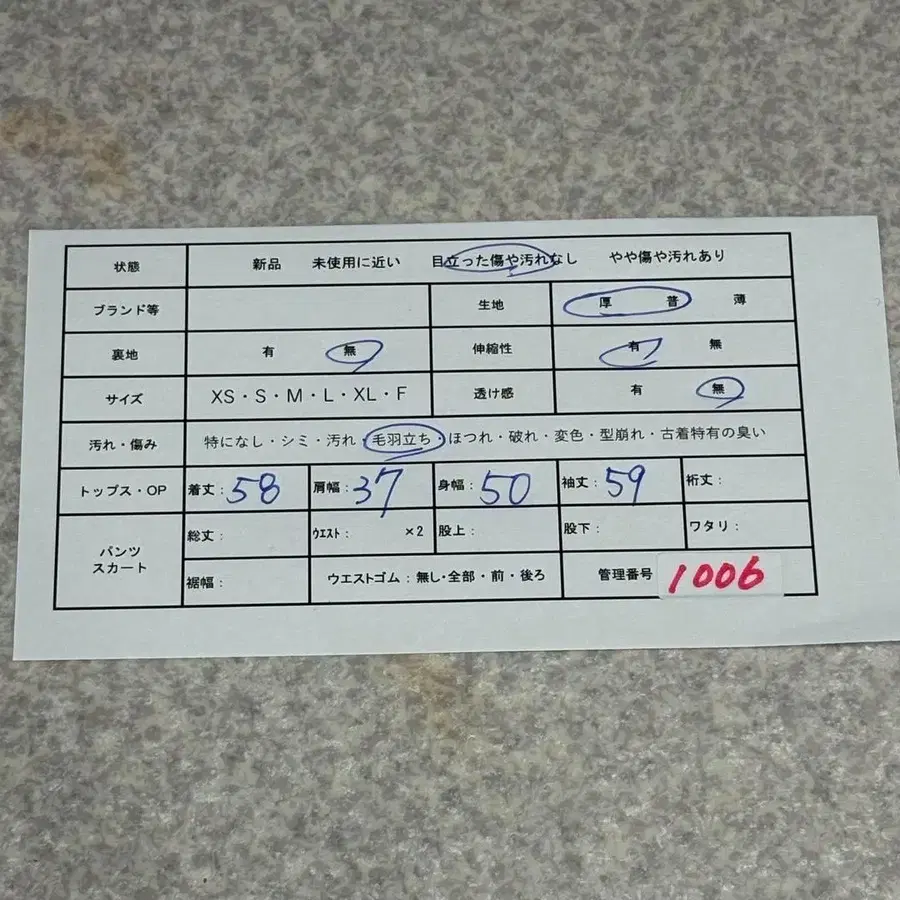 状態 新品 未使用に近い 目立った傷や汚れなし やや傷や汚れあり
ブランド等 生地 厚 普 薄
裏地 有 無 伸縮性 有 無
サイズ XS・S・M・L・XL・F 透け感 有 無
汚れ・傷み 特になし・シミ・汚れ・毛羽立ち・ほつれ・破れ・変色・型崩れ・古着特有の臭い
トップス・OP 着丈:58 肩幅:37 身幅:50 袖丈:59 裄丈:
パンツ スカート 総丈: ウエスト: ×2 股上: 股下: ワタリ:
裾幅: ウエストゴム:無し・全部・前・後ろ 管理番号 1006